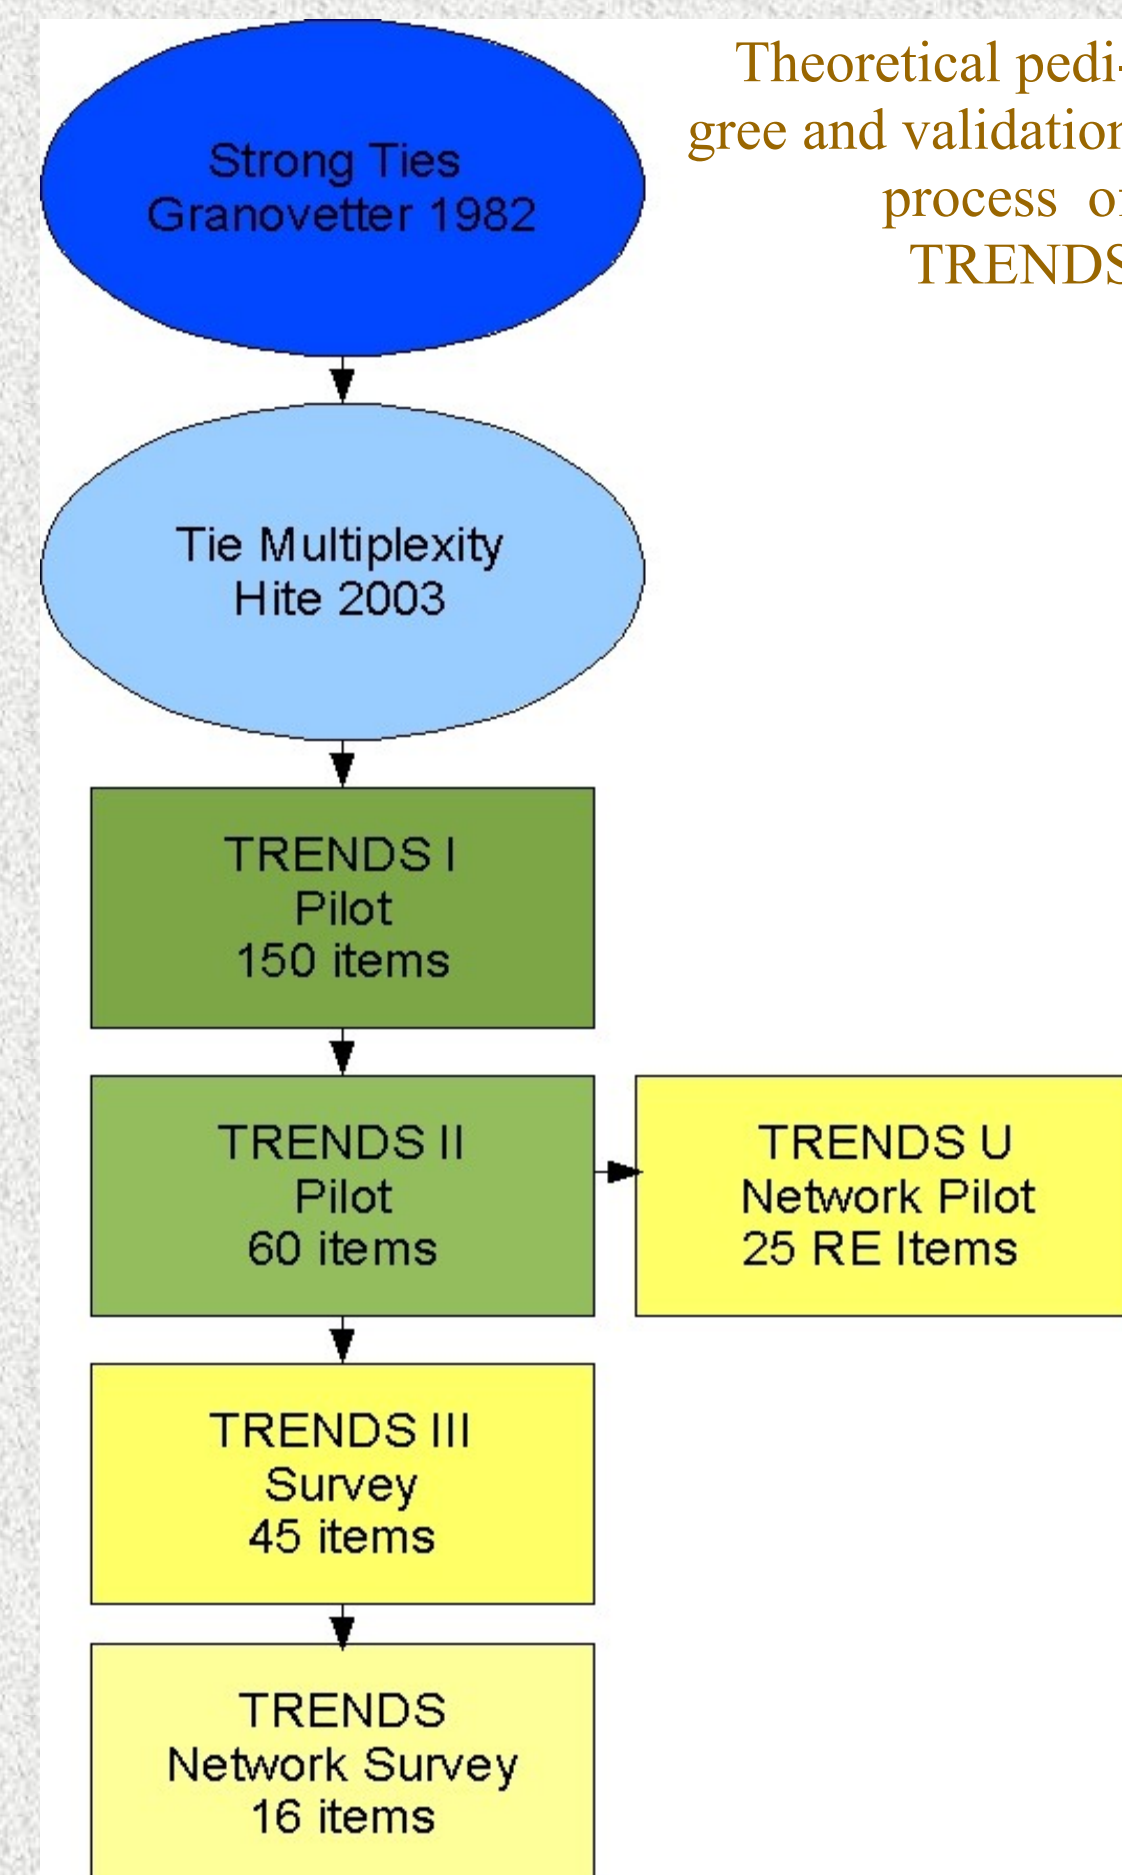 Theoretical pedi-
gree and validation
process of
TRENDS
Strong Ties
Granovetter 1982
Tie Multiplexity
Hite 2003
TRENDS I
Pilot
150 items
TRENDS II
Pilot
60 items
TRENDS U
Network Pilot
25 RE Items
TRENDS III
Survey
45 items
TRENDS
Network Survey
16 items